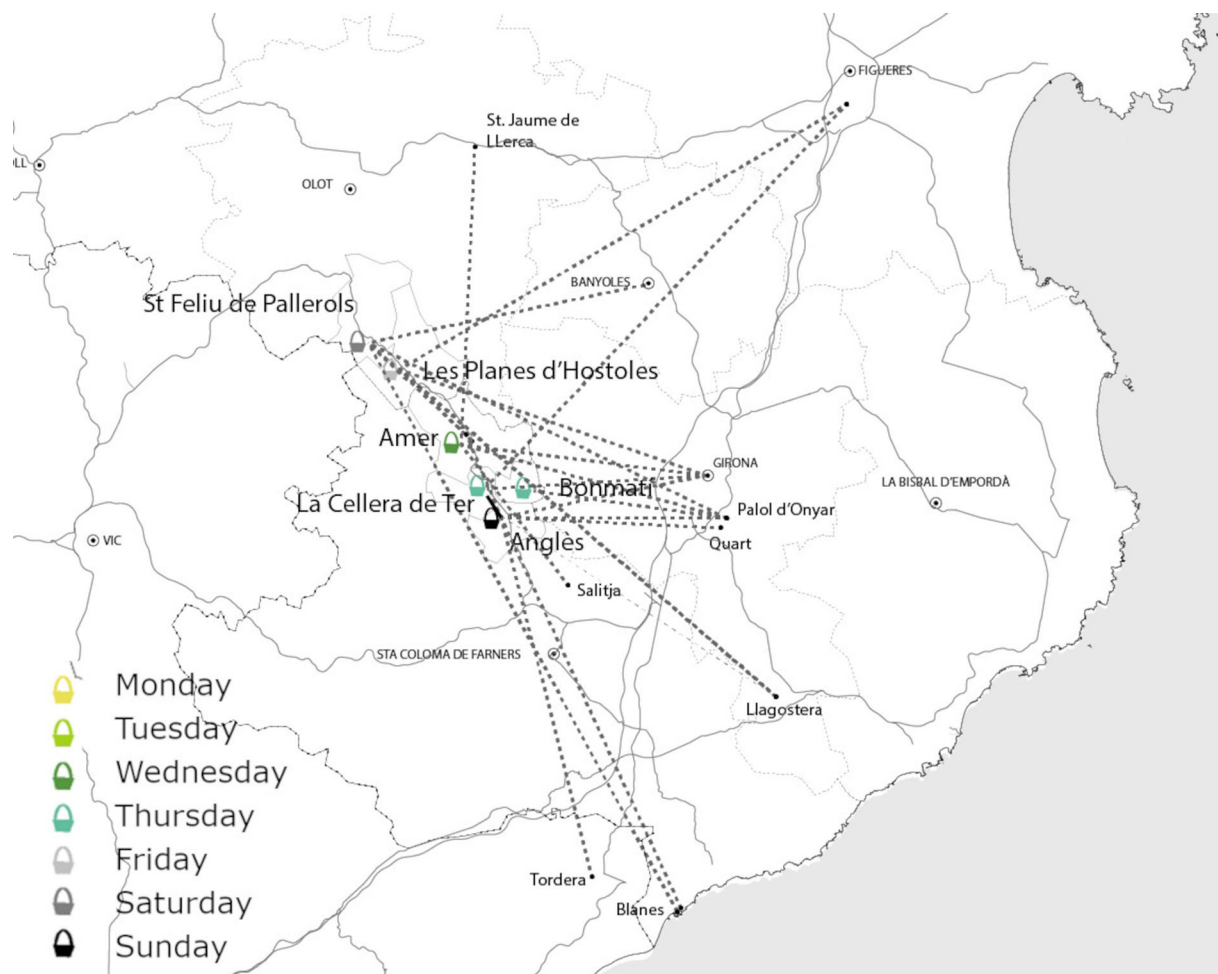 FIGUERES
St. Jaume de
LLerca
OLL
OLOT
BANYOLES
St Feliu de Pallerols
Les Planes d'Hostoles
Amer
GIRONA
LA BISBAL D'EMPORDÀ
Bonmatí
La Cellera de Ter
Palol d'Onyar
Anglès
Quart
VIC
Salitja
STA COLOMA DE FARNERS
Llagostera
Monday
Tuesday
Wednesday
Thursday
Friday
Saturday
Sunday
Tordera
Blanes